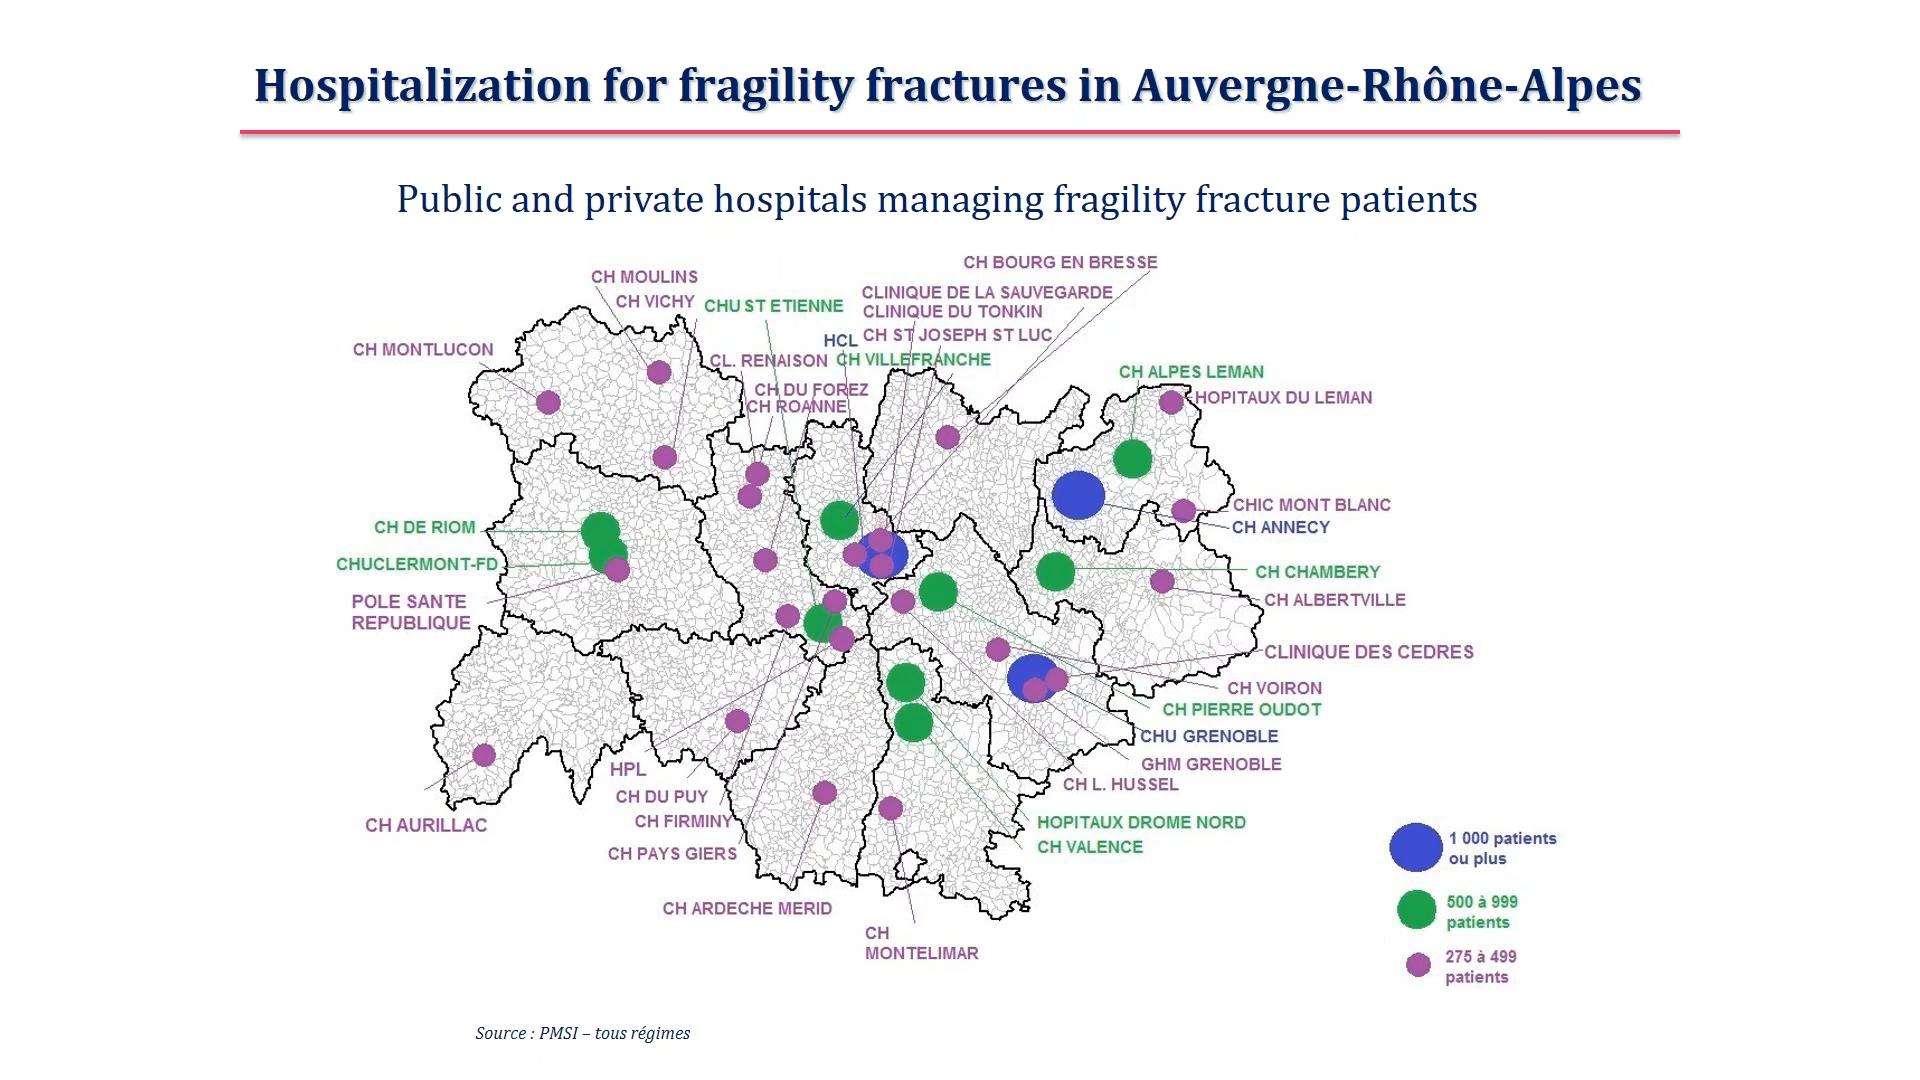 Hospitalization for fragility fractures in Auvergne-Rhône-Alpes
Public and private hospitals managing fragility fracture patients
CH BOURG EN BRESSE
CH MOULINS
CLINIQUE DE LA SAUVEGARDE
CH VICHY
CHU ST ETIENNE
CLINIQUE DU TONKIN
HCL
CH ST JOSEPH ST LUC
CH MONTLUCON
CL. RENAISON
CH VILLEFRANCHE
CH ALPES LEMAN
CH DU FOREZ
HOPITAUX DU LEMAN
CH ROANNE
CHIC MONT BLANC
CH DE RIOM
CH ANNECY
CHUCLERMONT-FD
CH CHAMBERY
POLE SANTE
REPUBLIQUE
CH ALBERTVILLE
CLINIQUE DES CEDRES
CH VOIRON
CH PIERRE OUDOT
CHU GRENOBLE
HPL
GHM GRENOBLE
CH DU PUY
CH L. HUSSEL
CH AURILLAC
CH FIRMINY
HOPITAUX DROME NORD
CH PAYS GIERS
CH VALENCE
1 000 patients
ou plus
CH ARDECHE MERID
500 à 999
patients
CH
MONTELIMAR
275 à 499
patients
Source : PMSI – tous régimes